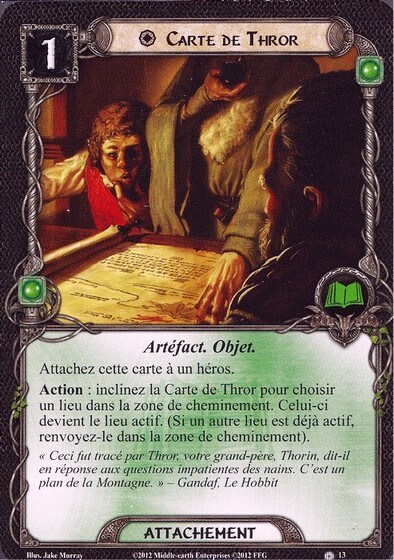 1
Carte de Thror
Artéfact. Objet.
Attachez cette carte à un héros.
Action : inclinez la Carte de Thror pour choisir
un lieu dans la zone de cheminement. Celui-ci
devient le lieu actif. (Si un autre lieu est déjà actif,
renvoyez-le dans la zone de cheminement).
« Ceci fut tracé par Thror, votre grand-père, Thorin, dit-il
en réponse aux questions impatientes des nains. C'est un
plan de la Montagne. » – Gandaf, Le Hobbit
ATTACHEMENT
Illus. Jake Murray ©2012 Middle-earth Enterprises ©2012 FFG 13